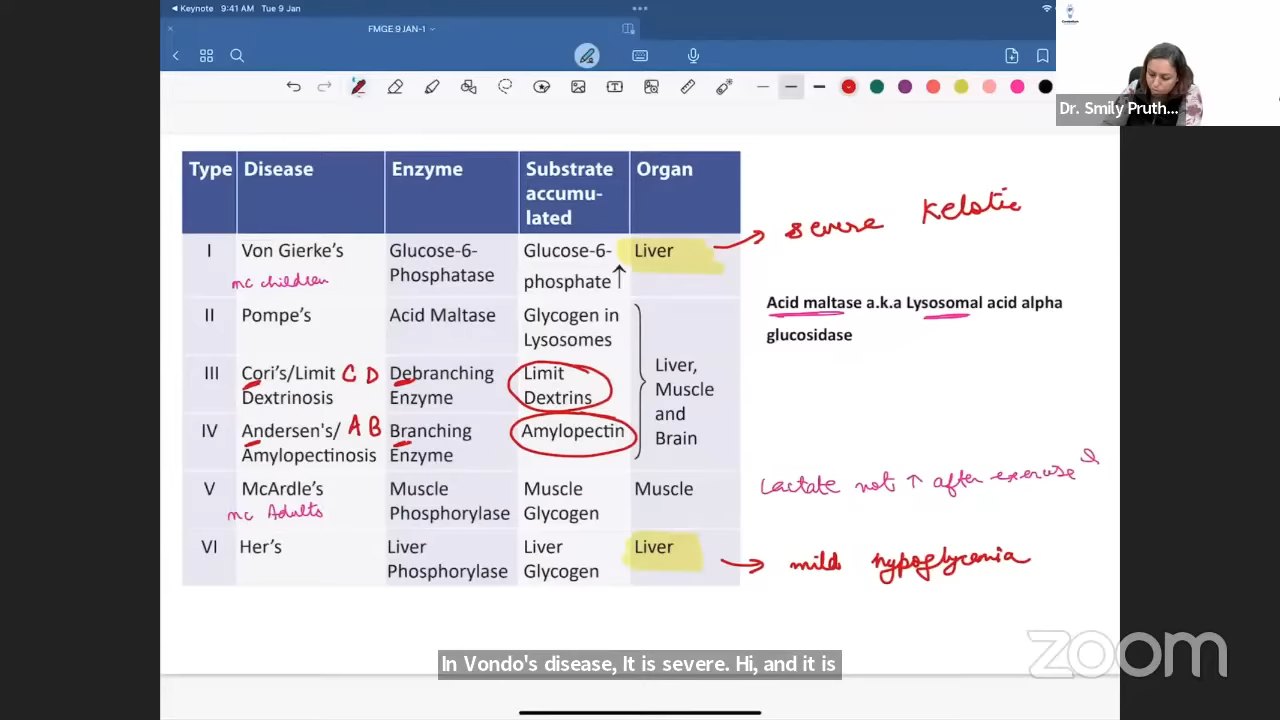 Keynote 9:41 AM Tue 9 Jan
FMGE 9 JAN-1
Dr. Smily Pruth...
Type Disease Enzyme Substrate accumu-lated Organ
I Von Gierke's Glucose-6-Phosphatase Glucose-6-phosphate ↑ Liver
mc children
→ severe Ketotic
Acid maltase a.k.a Lysosomal acid alpha
glucosidase
II Pompe's Acid Maltase Glycogen in Lysosomes
III Cori's/Limit Dextrinosis C D Debranching Enzyme Limit Dextrins
Liver,
Muscle
and
Brain
IV Andersen's/ Amylopectinosis A B Branching Enzyme Amylopectin
V McArdle's Muscle Phosphorylase Muscle Glycogen Muscle
mc Adults
Lactate not ↑ after exercise
VI Her's Liver Phosphorylase Liver Glycogen Liver
→ mild hypoglycemia
zoom
In Vondo's disease, It is severe. Hi, and it is